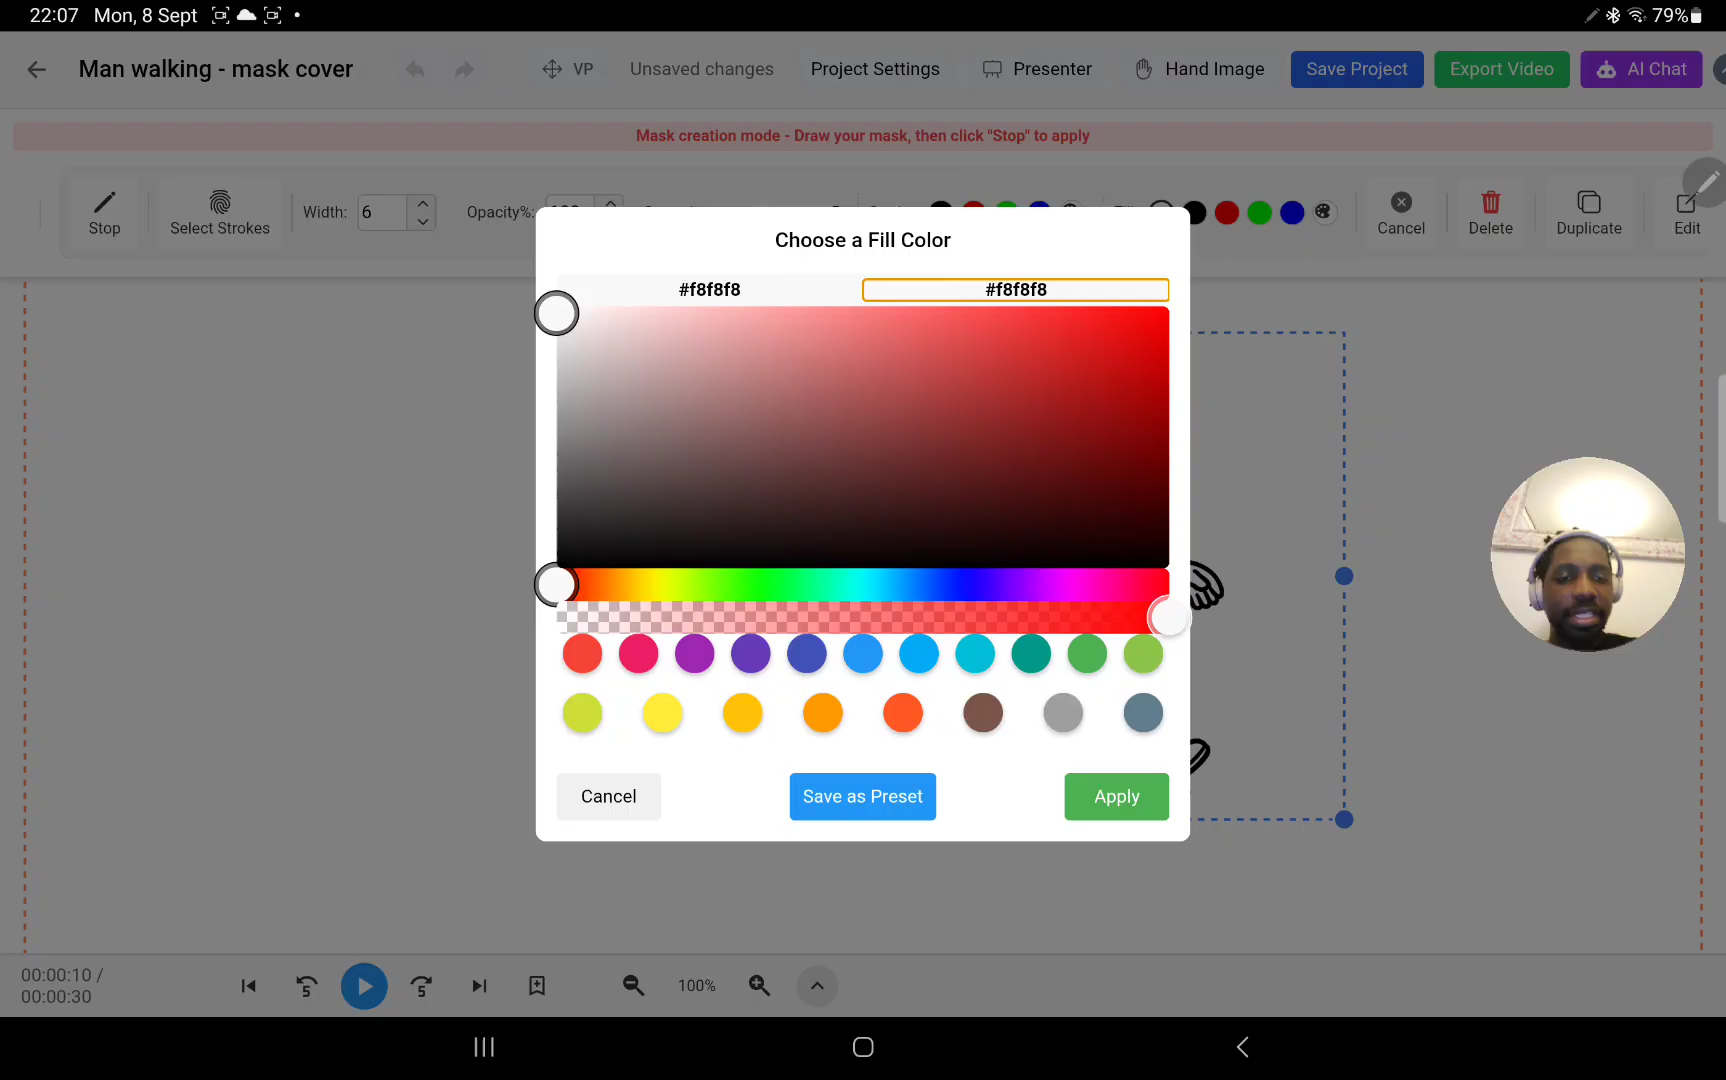 22:07 Mon, 8 Sept 79%
Man walking - mask cover VP Unsaved changes Project Settings Presenter Hand Image Save Project Export Video AI Chat
Mask creation mode - Draw your mask, then click "Stop" to apply
Stop Select Strokes Width: 6 Opacity%: Cancel Delete Duplicate Edit
Choose a Fill Color
#f8f8f8 #f8f8f8
Cancel Save as Preset Apply
00:00:10 /
00:00:30
5 5 100%